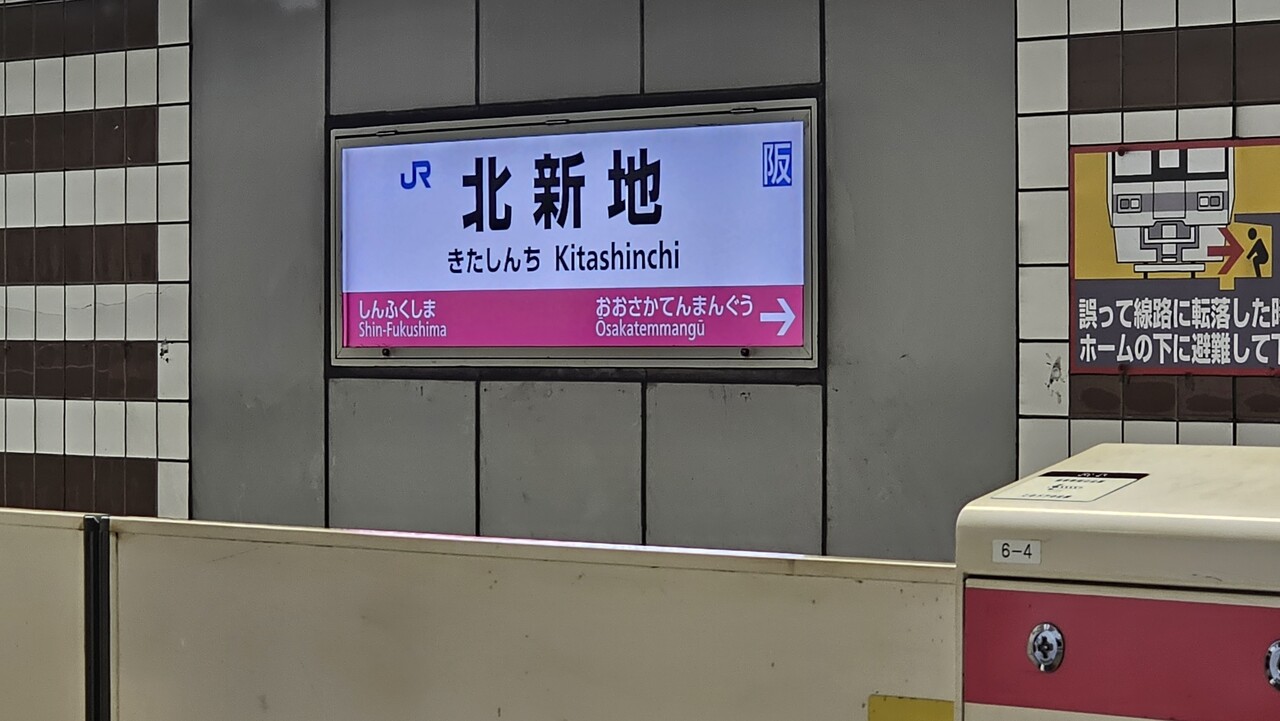 JR
北新地
阪
きたしんち Kitashinchi
しんふくしま
Shin-Fukushima
おおさかてんまんぐう →
Ōsakatemmangū
誤って線路に転落した
ホームの下に避難して
6-4